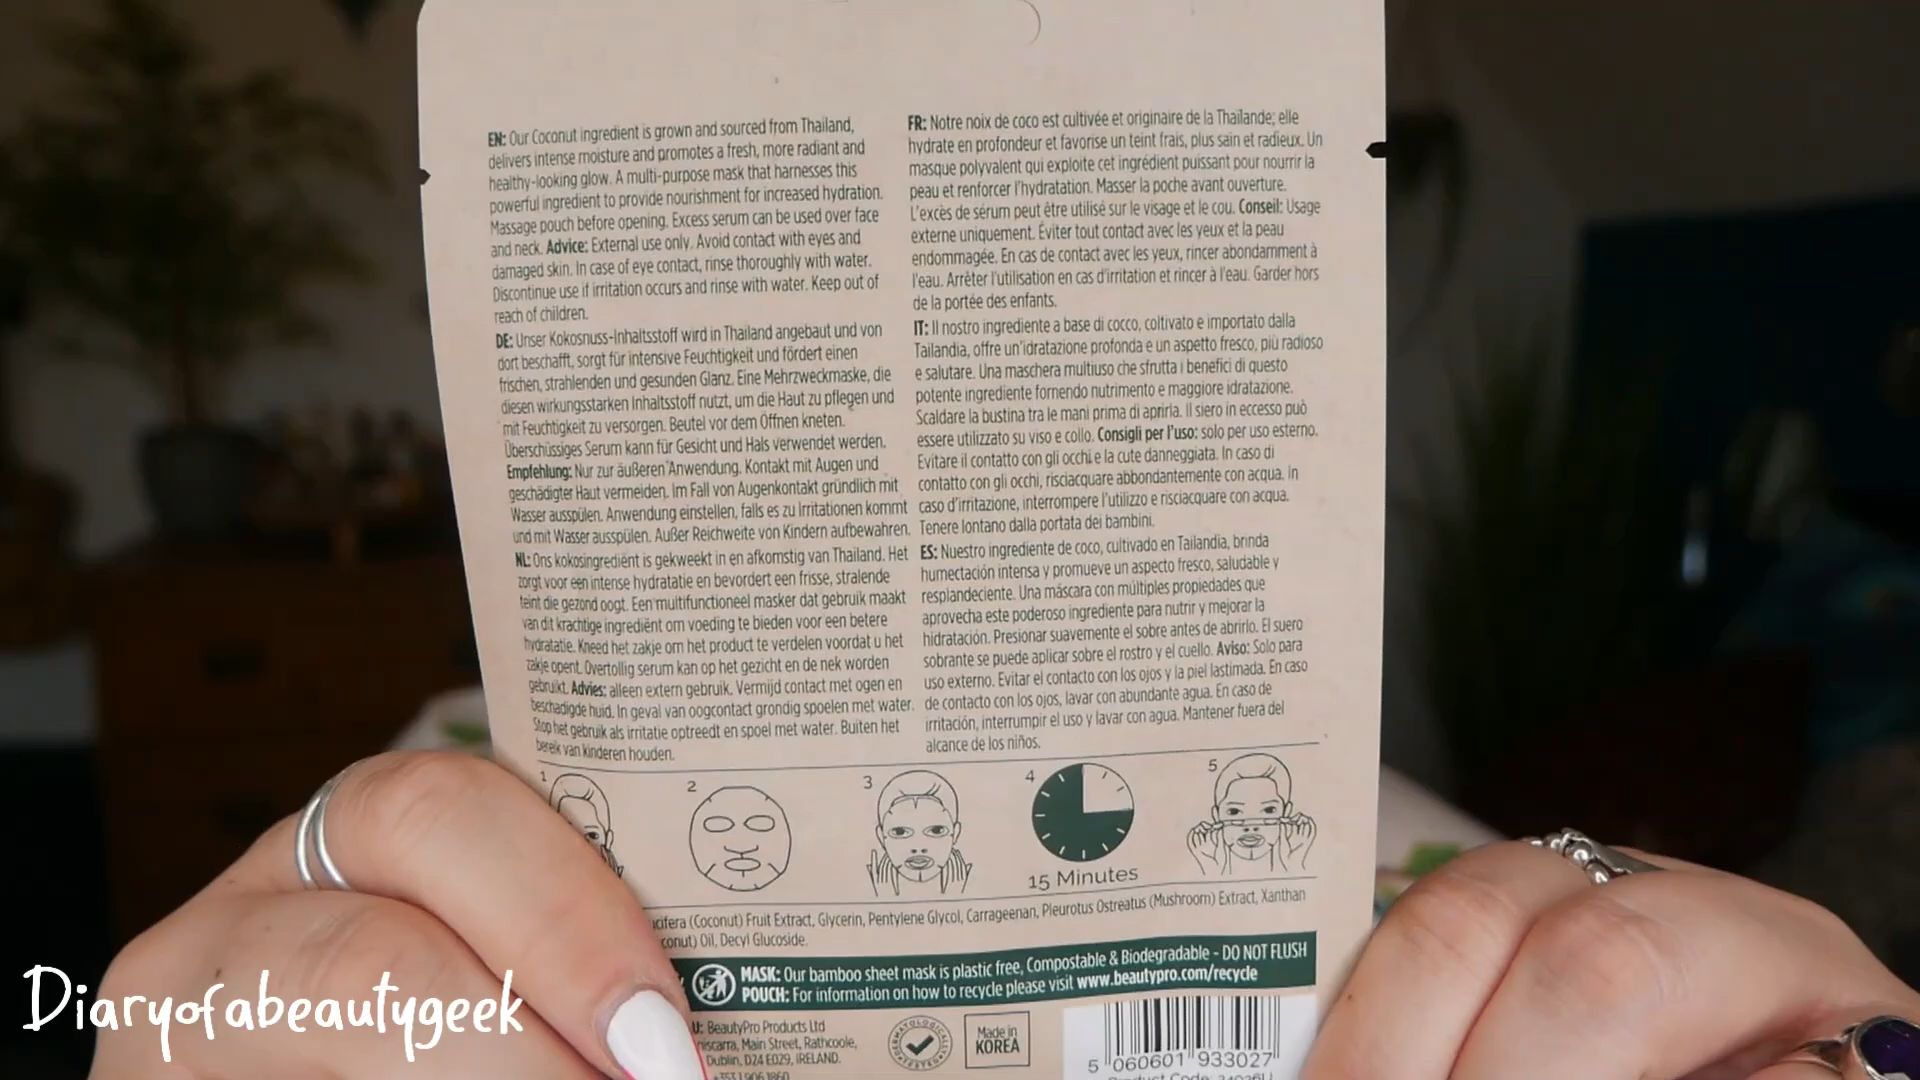 EN: Our Coconut ingredient is grown and sourced from Thailand,
delivers intense moisture and promotes a fresh, more radiant and
healthy-looking glow. A multi-purpose mask that harnesses this
powerful ingredient to provide nourishment for increased hydration.
Massage pouch before opening. Excess serum can be used over face
and neck. Advice: External use only. Avoid contact with eyes and
damaged skin. In case of eye contact, rinse thoroughly with water.
Discontinue use if irritation occurs and rinse with water. Keep out of
reach of children.
DE: Unser Kokosnuss-Inhaltsstoff wird in Thailand angebaut und von
dort beschafft, sorgt für intensive Feuchtigkeit und fördert einen
frischen, strahlenden und gesunden Glanz. Eine Mehrzweckmaske, die
diesen wirkungsstarken Inhaltsstoff nutzt, um die Haut zu pflegen und
mit Feuchtigkeit zu versorgen. Beutel vor dem Öffnen kneten.
Überschüssiges Serum kann für Gesicht und Hals verwendet werden.
Empfehlung: Nur zur äußeren Anwendung. Kontakt mit Augen und
geschädigter Haut vermeiden. Im Fall von Augenkontakt gründlich mit
Wasser ausspülen. Anwendung einstellen, falls es zu Irritationen kommt
und mit Wasser ausspülen. Außer Reichweite von Kindern aufbewahren.
NL: Ons kokosingrediënt is gekweekt in en afkomstig van Thailand. Het
zorgt voor een intense hydratatie en bevordert een frisse, stralende
teint die gezond oogt. Een multifunctioneel masker dat gebruik maakt
van dit krachtige ingrediënt om voeding te bieden voor een betere
hydratatie. Kneed het zakje om het product te verdelen voordat u het
zakje opent. Overtollig serum kan op het gezicht en de nek worden
gebruikt. Advies: alleen extern gebruik. Vermijd contact met ogen en
beschadigde huid. In geval van oogcontact grondig spoelen met water.
Stop het gebruik als irritatie optreedt en spoel met water. Buiten het
bereik van kinderen houden.
FR: Notre noix de coco est cultivée et originaire de la Thaïlande; elle
hydrate en profondeur et favorise un teint frais, plus sain et radieux. Un
masque polyvalent qui exploite cet ingrédient puissant pour nourrir la
peau et renforcer l'hydratation. Masser la poche avant ouverture.
L'excès de sérum peut être utilisé sur le visage et le cou. Conseil: Usage
externe uniquement. Éviter tout contact avec les yeux et la peau
endommagée. En cas de contact avec les yeux, rincer abondamment à
l'eau. Arrêter l'utilisation en cas d'irritation et rincer à l'eau. Garder hors
de la portée des enfants.
IT: Il nostro ingrediente a base di cocco, coltivato e importato dalla
Tailandia, offre un'idratazione profonda e un aspetto fresco, più radioso
e salutare. Una maschera multiuso che sfrutta i benefici di questo
potente ingrediente fornendo nutrimento e maggiore idratazione.
Scaldare la bustina tra le mani prima di aprirla. Il siero in eccesso può
essere utilizzato su viso e collo. Consigli per l'uso: solo per uso esterno.
Evitare il contatto con gli occhi e la cute danneggiata. In caso di
contatto con gli occhi, risciacquare abbondantemente con acqua. In
caso d'irritazione, interrompere l'utilizzo e risciacquare con acqua.
Tenere lontano dalla portata dei bambini.
ES: Nuestro ingrediente de coco, cultivado en Tailandia, brinda
humectación intensa y promueve un aspecto fresco, saludable y
resplandeciente. Una máscara con múltiples propiedades que
aprovecha este poderoso ingrediente para nutrir y mejorar la
hidratación. Presionar suavemente el sobre antes de abrirlo. El suero
sobrante se puede aplicar sobre el rostro y el cuello. Aviso: Solo para
uso externo. Evitar el contacto con los ojos y la piel lastimada. En caso
de contacto con los ojos, lavar con abundante agua. En caso de
irritación, interrumpir el uso y lavar con agua. Mantener fuera del
alcance de los niños.
1 2 3 4 5
15 Minutes
ucifera (Coconut) Fruit Extract, Glycerin, Pentylene Glycol, Carrageenan, Pleurotus Ostreatus (Mushroom) Extract, Xanthan
conut) Oil, Decyl Glucoside.
MASK: Our bamboo sheet mask is plastic free, Compostable & Biodegradable - DO NOT FLUSH
POUCH: For information on how to recycle please visit www.beautypro.com/recycle
U: BeautyPro Products Ltd
niscarra, Main Street, Rathcoole,
Dublin, D24 E029, IRELAND.
DERMATOLOGICALLY TESTED
Made in
KOREA
5 060601 933027
Product Code:
Diaryofabeautygeek